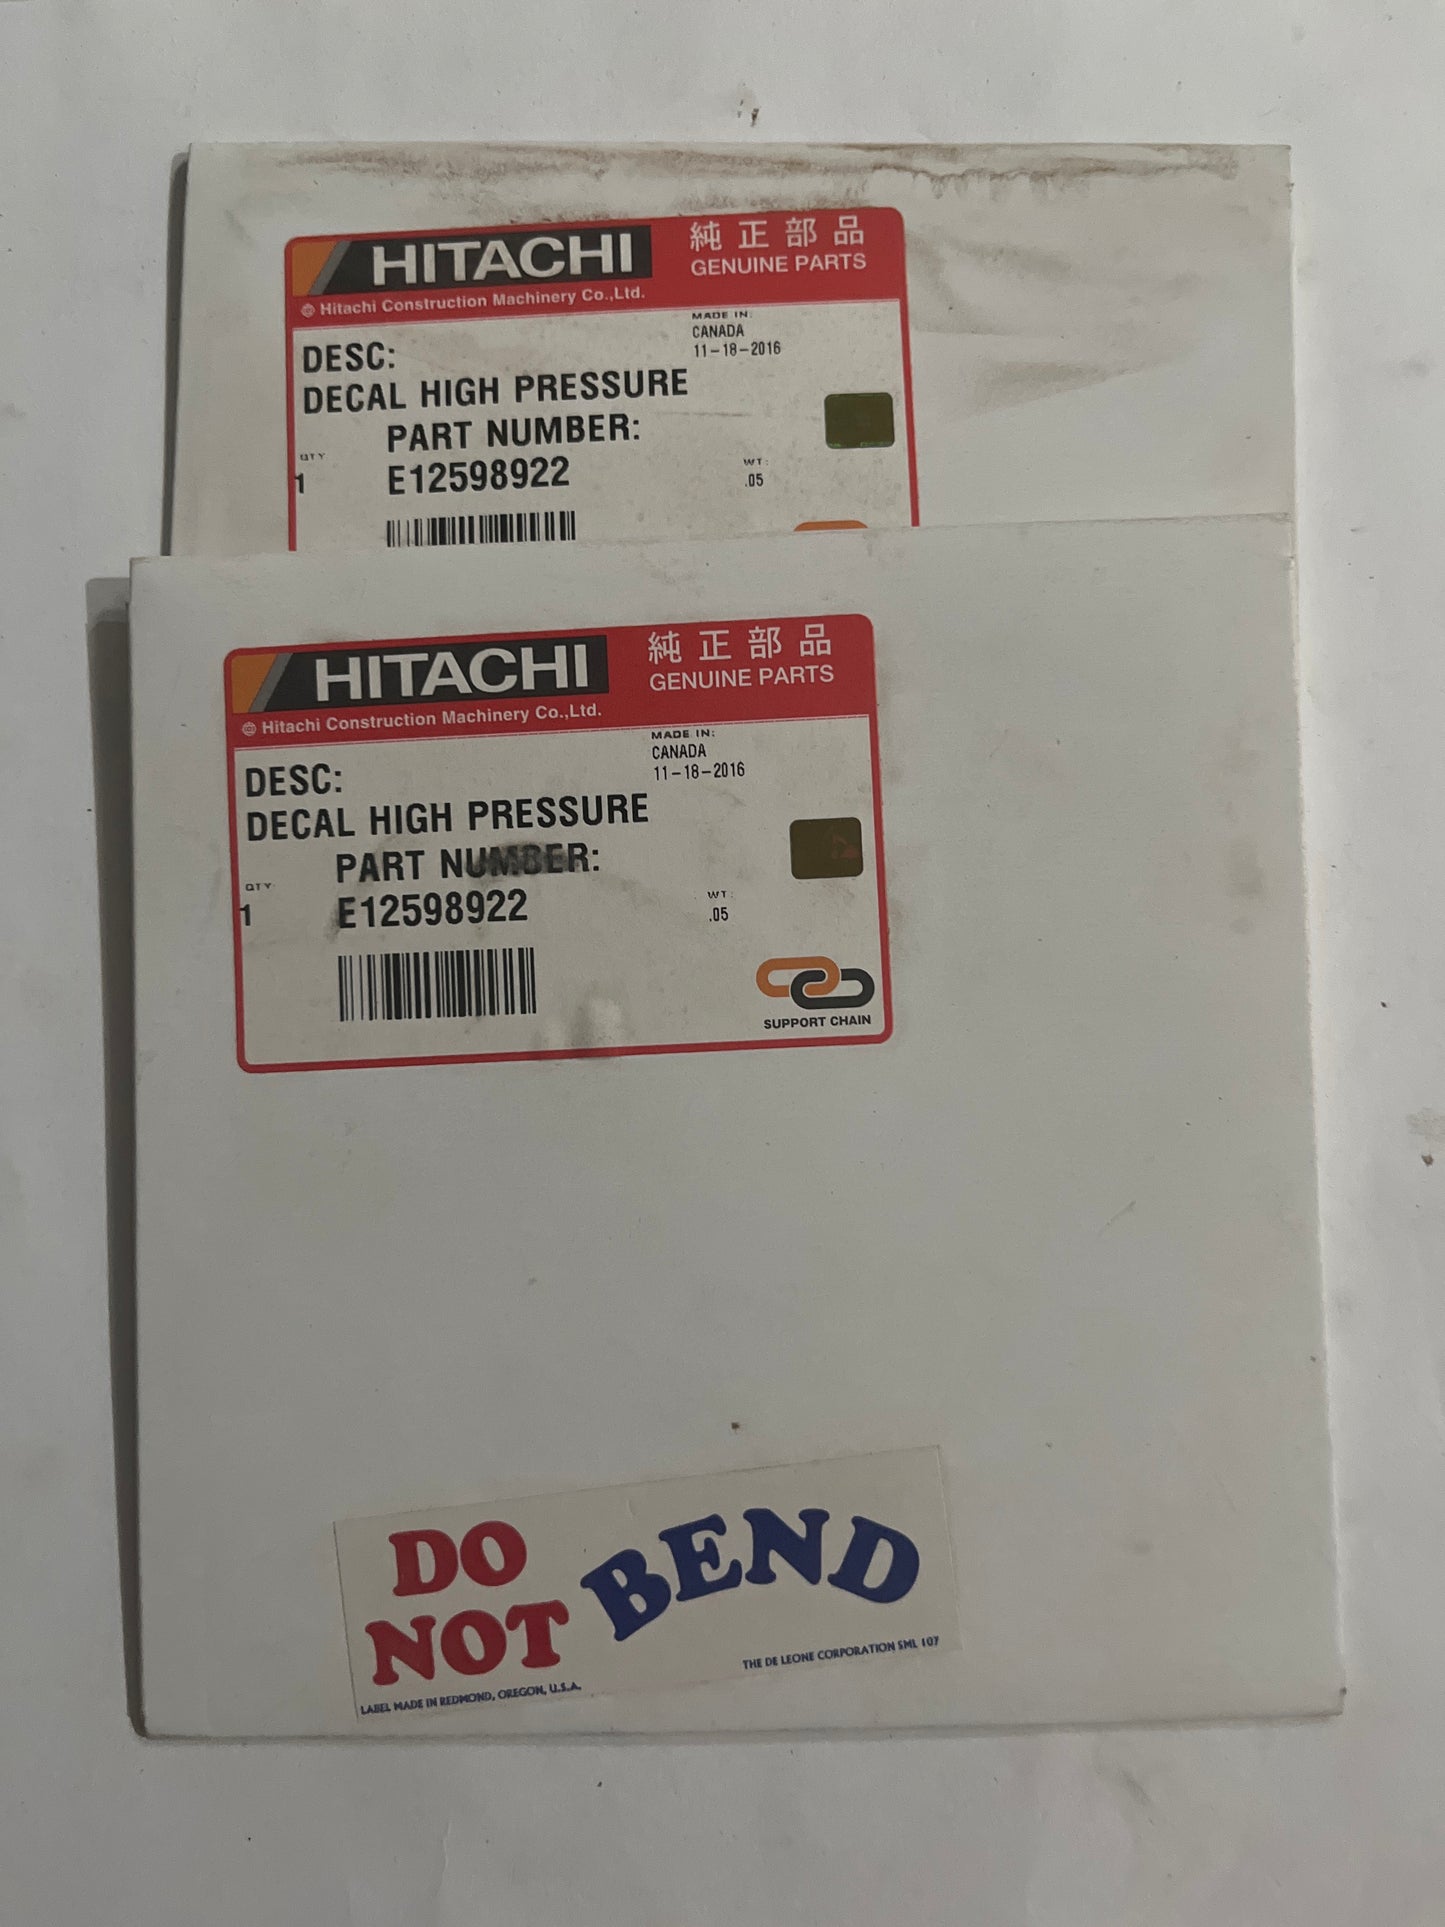 HITACHI
純正部品
GENUINE PARTS
Hitachi Construction Machinery Co.,Ltd.
MADE IN:
CANADA
11-18-2016
DESC:
DECAL HIGH PRESSURE
PART NUMBER:
QTY
1
E12598922
WT:
.05
HITACHI
純正部品
GENUINE PARTS
Hitachi Construction Machinery Co.,Ltd.
MADE IN:
CANADA
11-18-2016
DESC:
DECAL HIGH PRESSURE
PART NUMBER:
QTY
1
E12598922
WT:
.05
SUPPORT CHAIN
DO
NOT
BEND
LABEL MADE IN REDMOND, OREGON, U.S.A.
THE DE LEONE CORPORATION SML 107